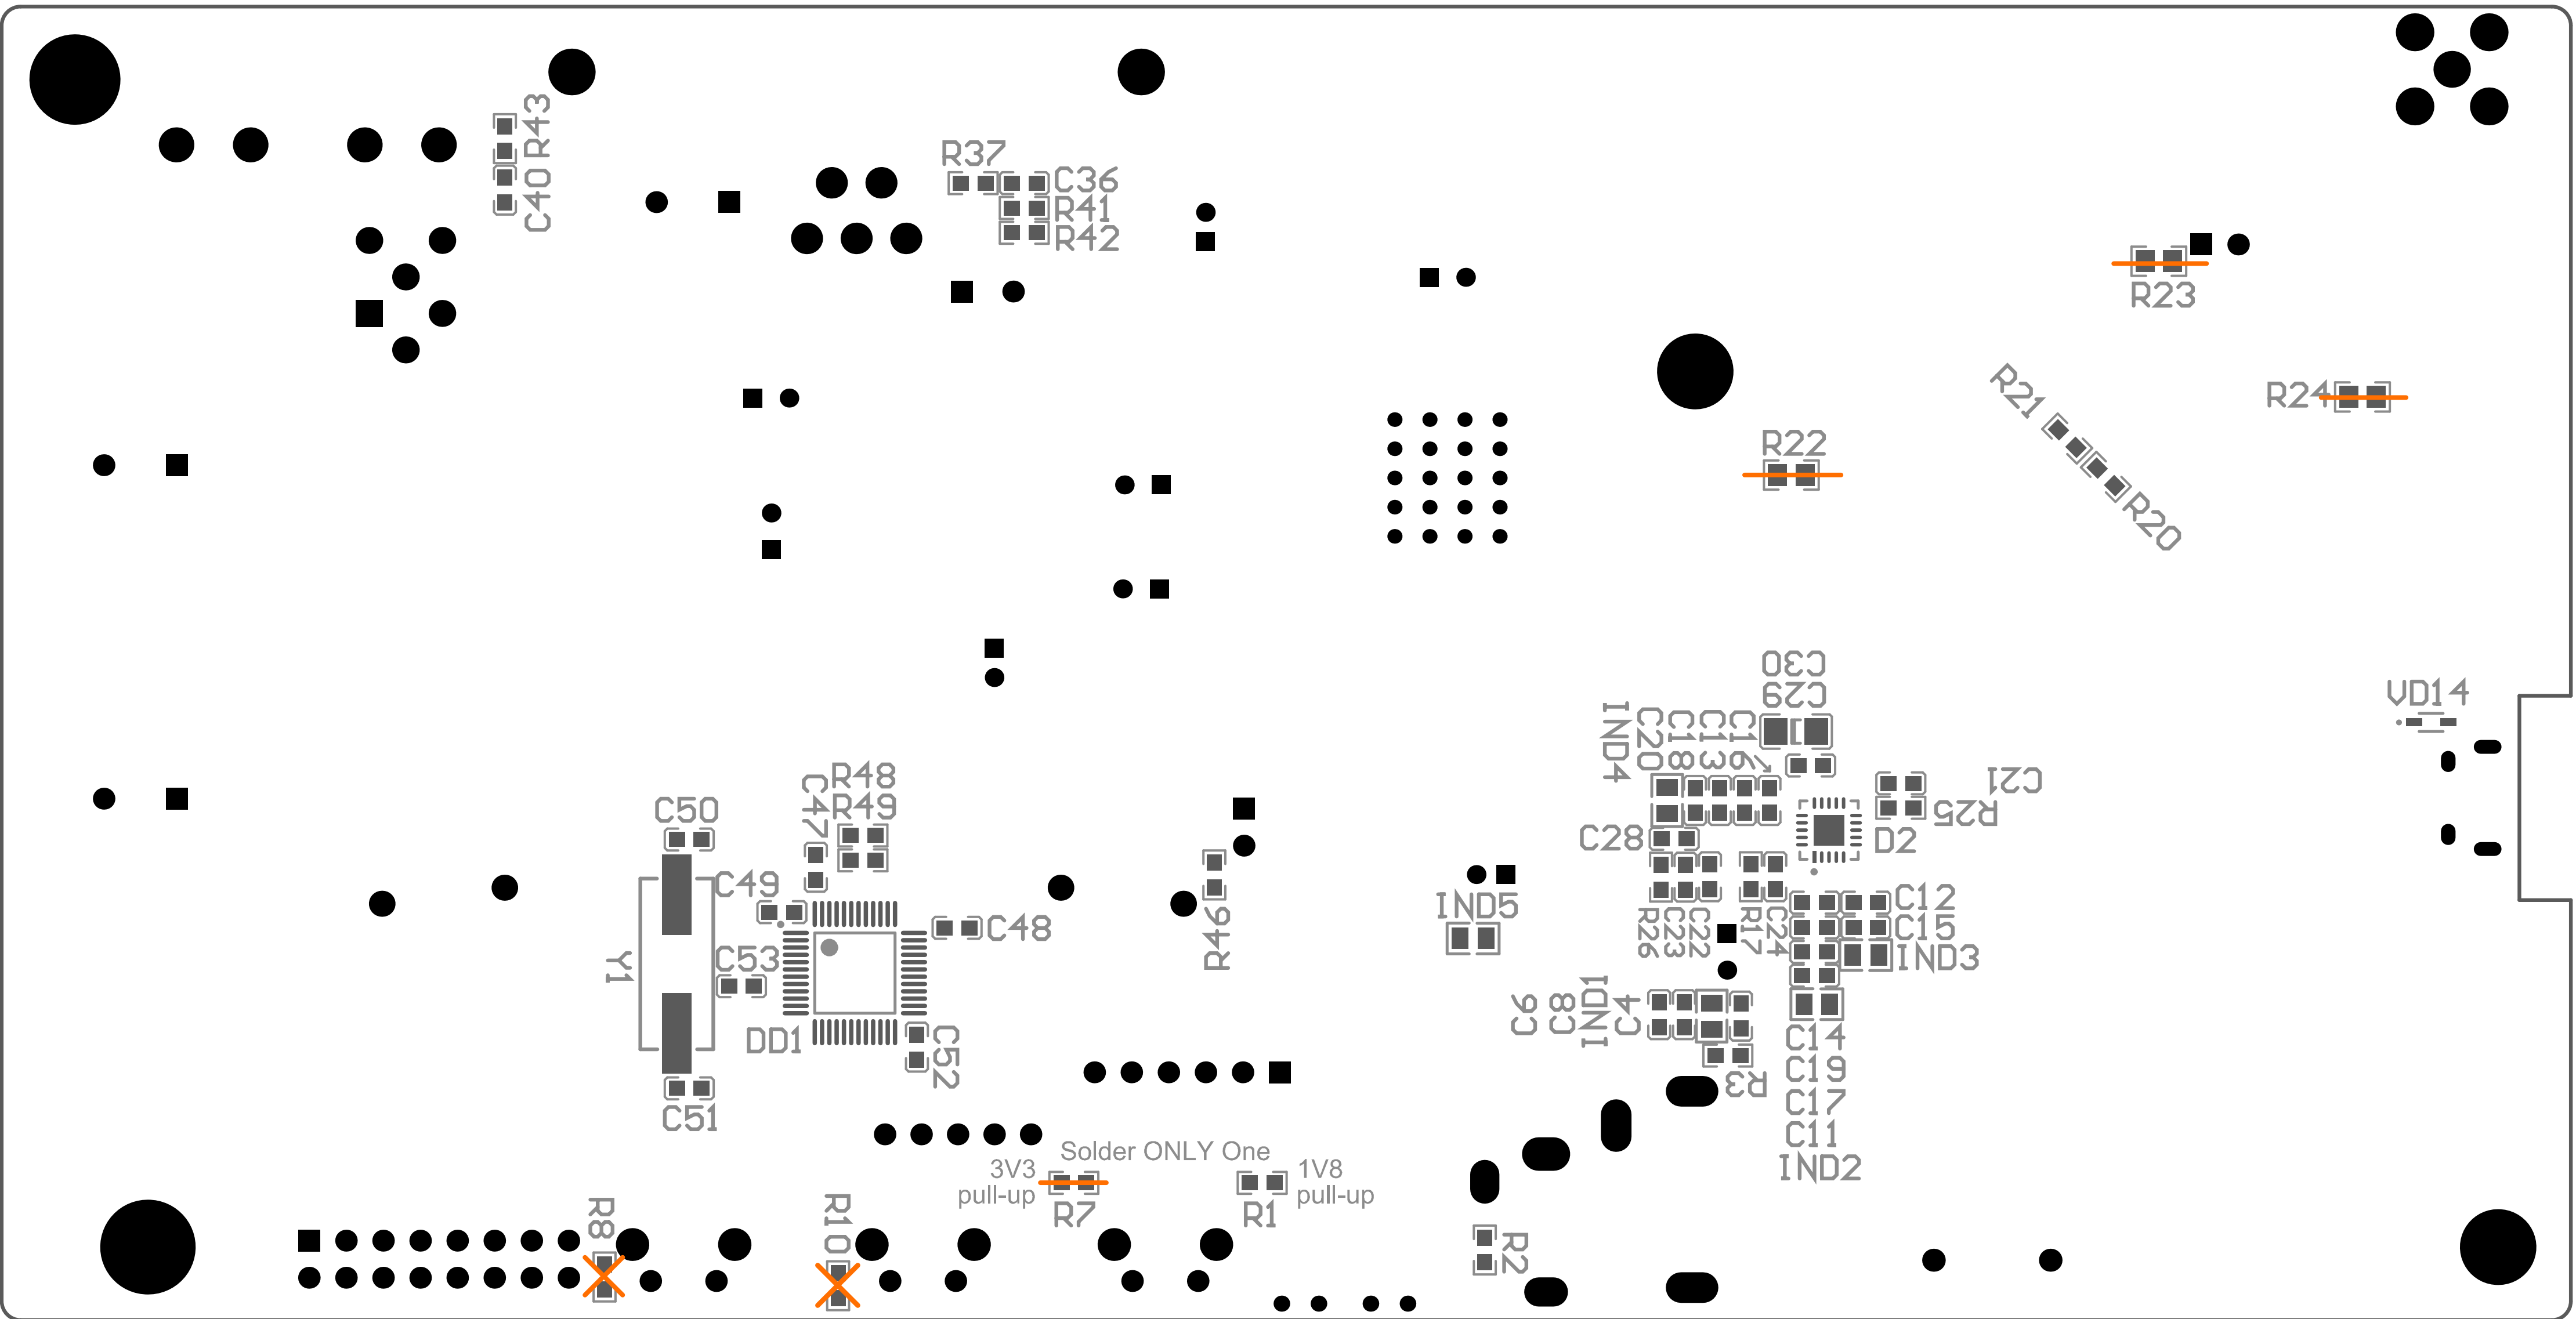 R43
C40
R37
C36
R41
R42
R23
R21
R24
R22
R20
C30
C29
VD14
IND4
C20
C18
C13
C16
C21
R25
C28
D2
R48
R49
C47
C50
C49
C48
R46
IND5
R26
C23
C22
R17
C24
C12
C15
IND3
Y1
C53
DD1
C52
C51
C9
C8
IND1
C4
R3
C14
C19
C17
C11
IND2
Solder ONLY One
3V3
pull-up
R7
1V8
pull-up
R1
R8
R10
R2